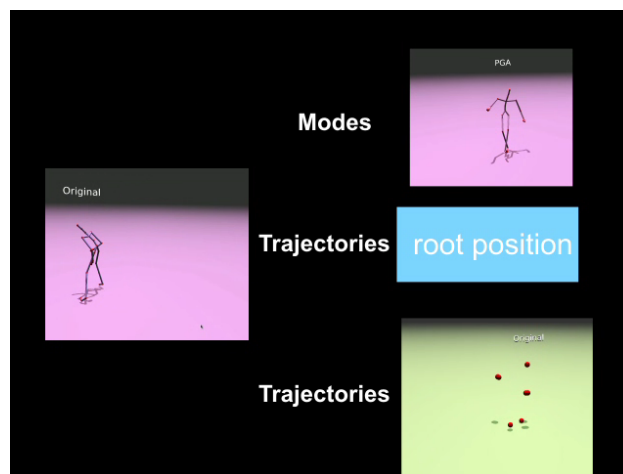 PGA
Modes
Original
Trajectories
root position
Original
Trajectories